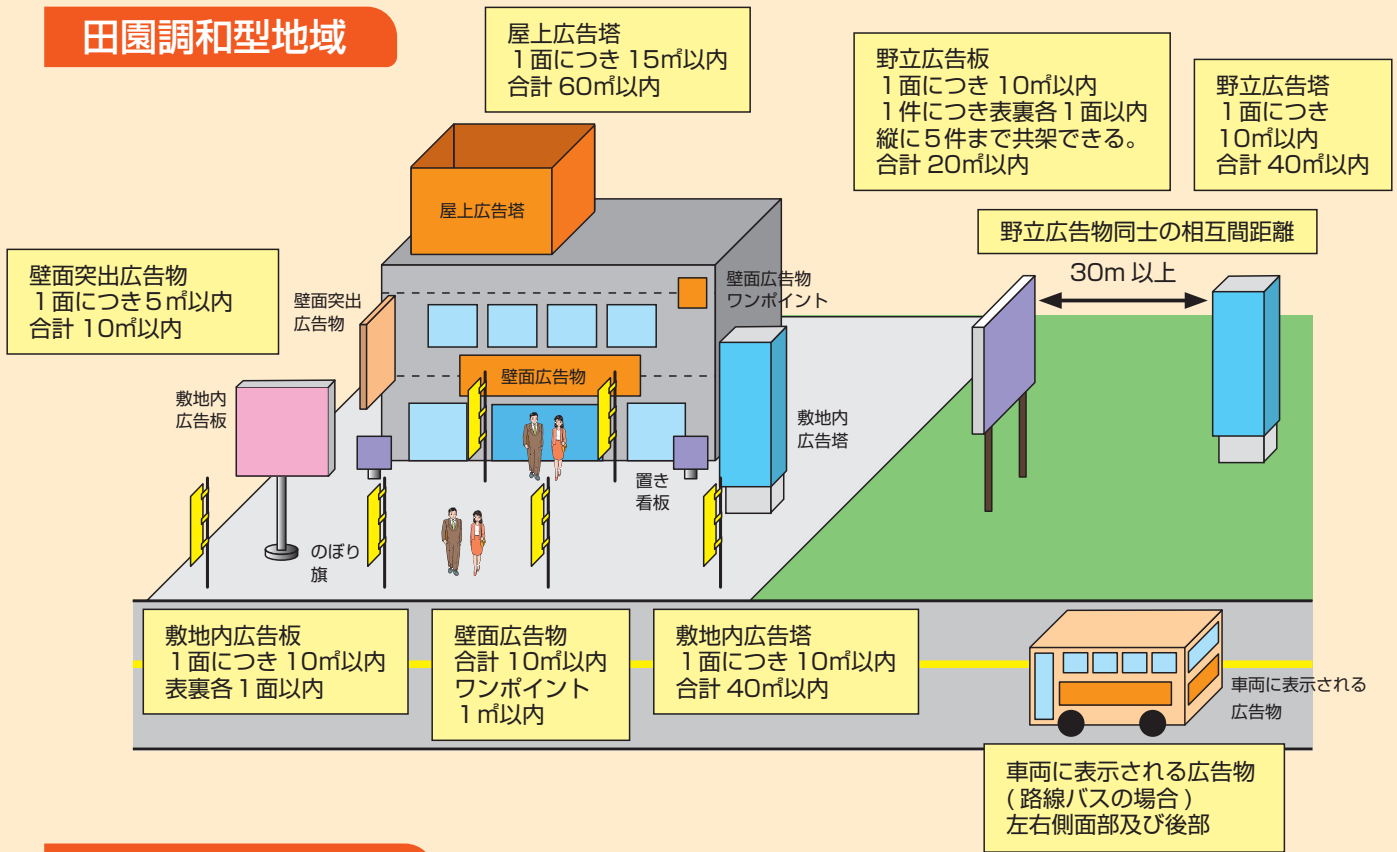 田園調和型地域
屋上広告塔
1面につき 15㎡以内
合計 60㎡以内
野立広告板
1面につき 10㎡以内
1件につき表裏各1面以内
縦に5件まで共架できる。
合計 20㎡以内
野立広告塔
1面につき
10㎡以内
合計 40㎡以内
屋上広告塔
野立広告物同士の相互間距離
30m 以上
壁面突出広告物
1面につき5㎡以内
合計 10㎡以内
壁面突出
広告物
壁面広告物
ワンポイント
壁面広告物
敷地内
広告板
敷地内
広告塔
置き
看板
のぼり
旗
敷地内広告板
1面につき 10㎡以内
表裏各1面以内
壁面広告物
合計 10㎡以内
ワンポイント
1㎡以内
敷地内広告塔
1面につき 10㎡以内
合計 40㎡以内
車両に表示される
広告物
車両に表示される広告物
( 路線バスの場合 )
左右側面部及び後部